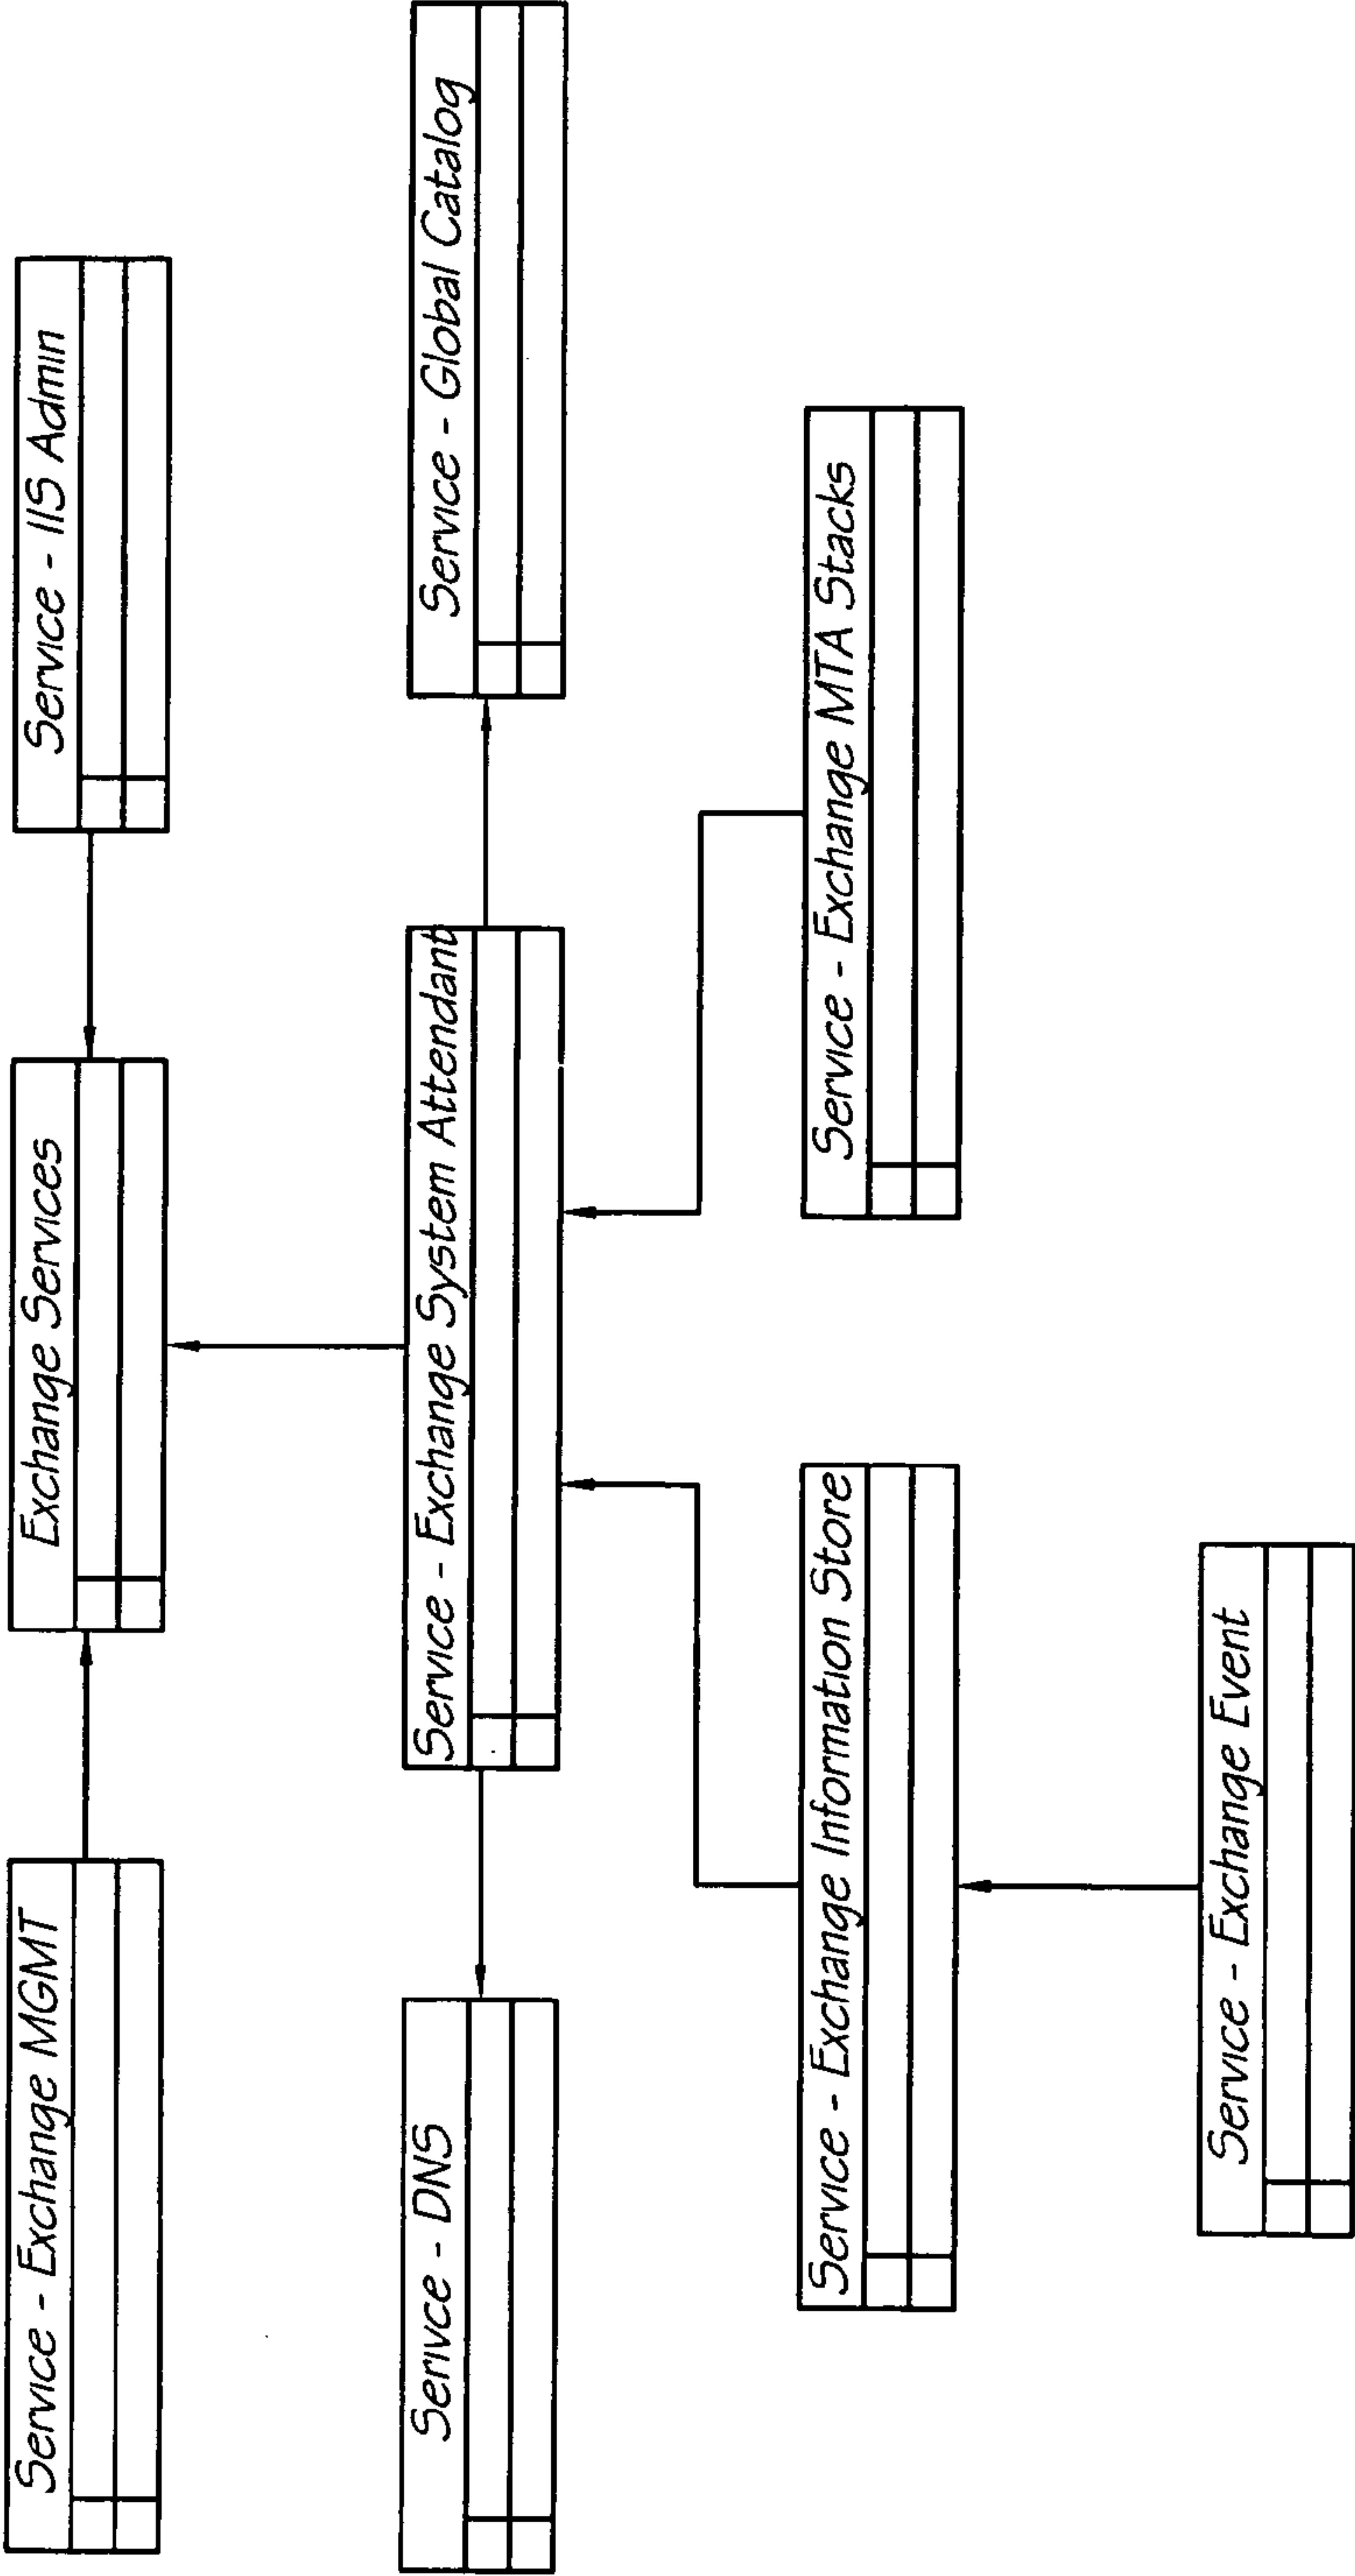 Service - Exchange MGMT
Exchange Services
Service - IIS Admin
Serivce - DNS
Service - Exchange System Attendant
Service - Global Catalog
Service - Exchange Information Store
Service - Exchange MTA Stacks
Service - Exchange Event